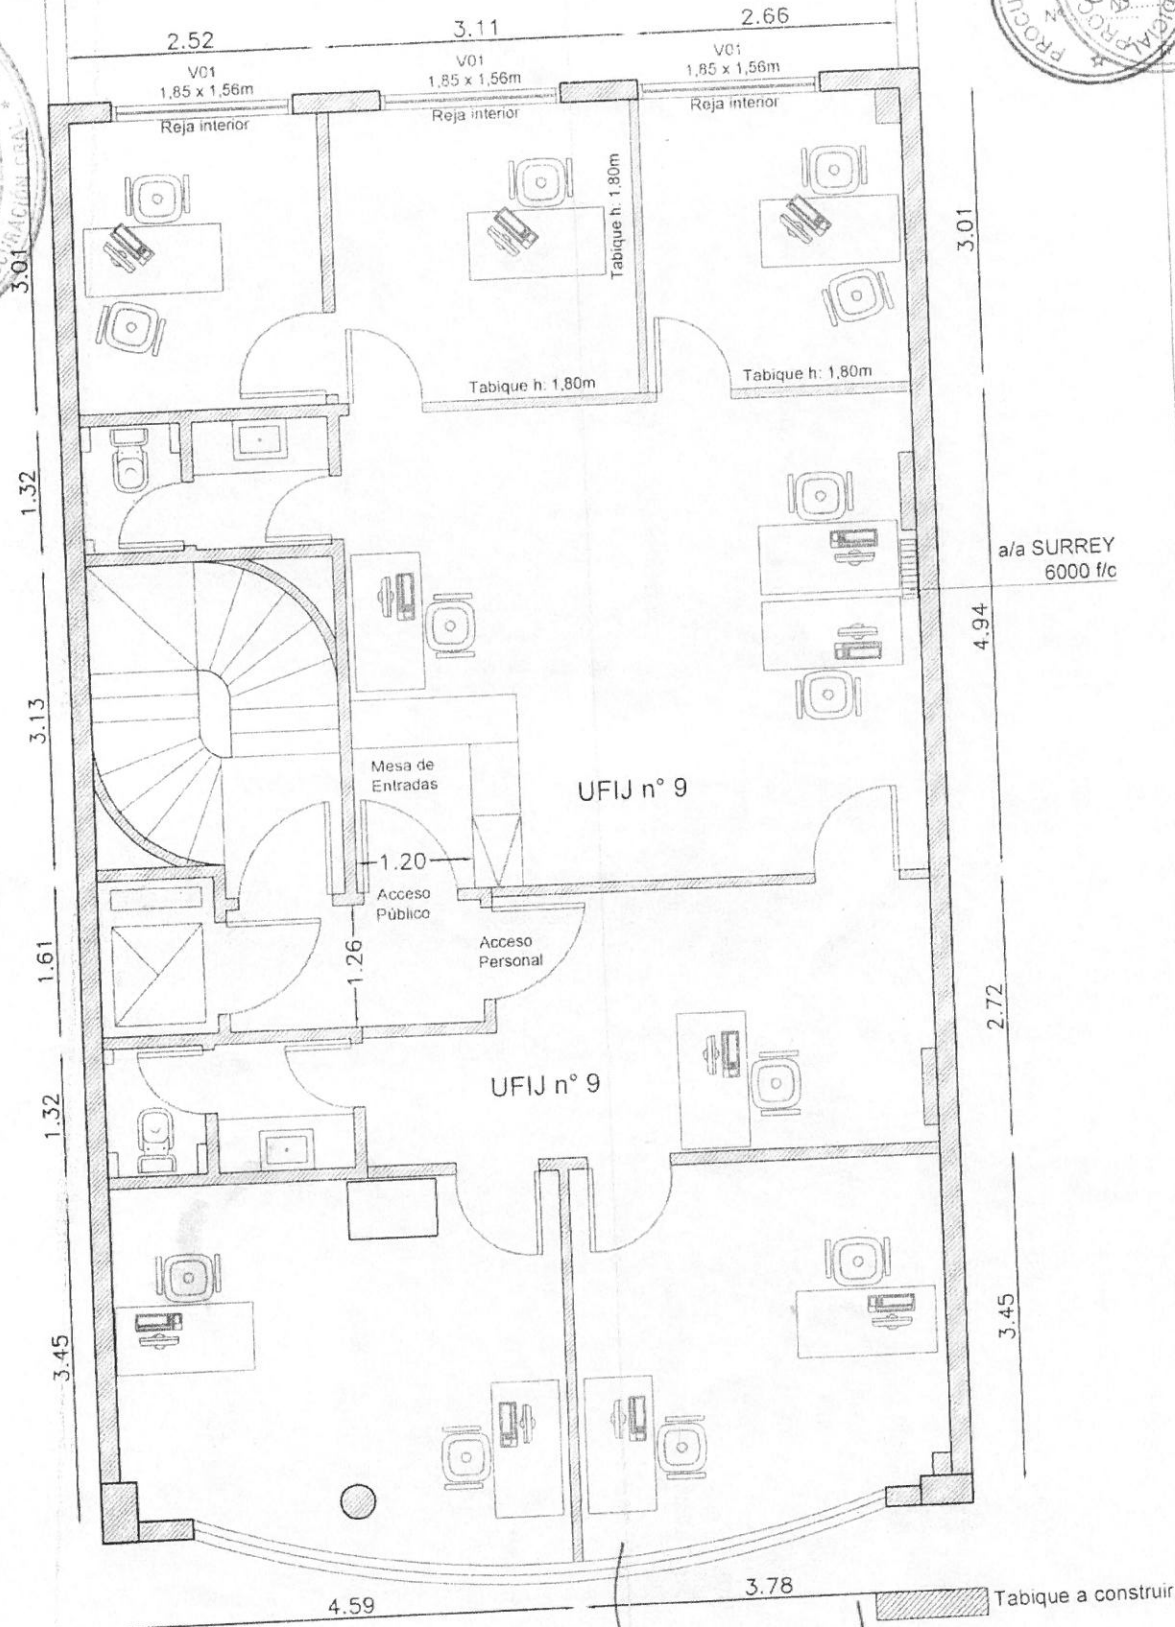 2.52
3.11
2.66
V01
1,85 x 1,56m
Reja interior
V01
1,85 x 1,56m
Reja interior
V01
1,85 x 1,56m
Reja interior
PROCU
Nº
PROC
CIAL
3.01
Tabique h: 1,80m
3.01
Tabique h: 1,80m
Tabique h: 1,80m
1.32
a/a SURREY
6000 f/c
4.94
3.13
Mesa de
Entradas
UFIJ n° 9
1.20
Acceso
Público
Acceso
Personal
1.61
1.26
2.72
1.32
UFIJ n° 9
3.45
3.45
4.59
3.78
Tabique a construir